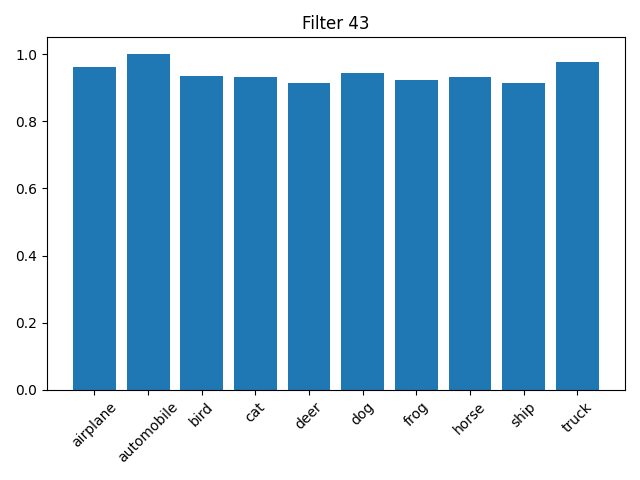 Filter 43
1.0
0.8
0.6
0.4
0.2
0.0
airplane
automobile
bird
cat
deer
dog
frog
horse
ship
truck